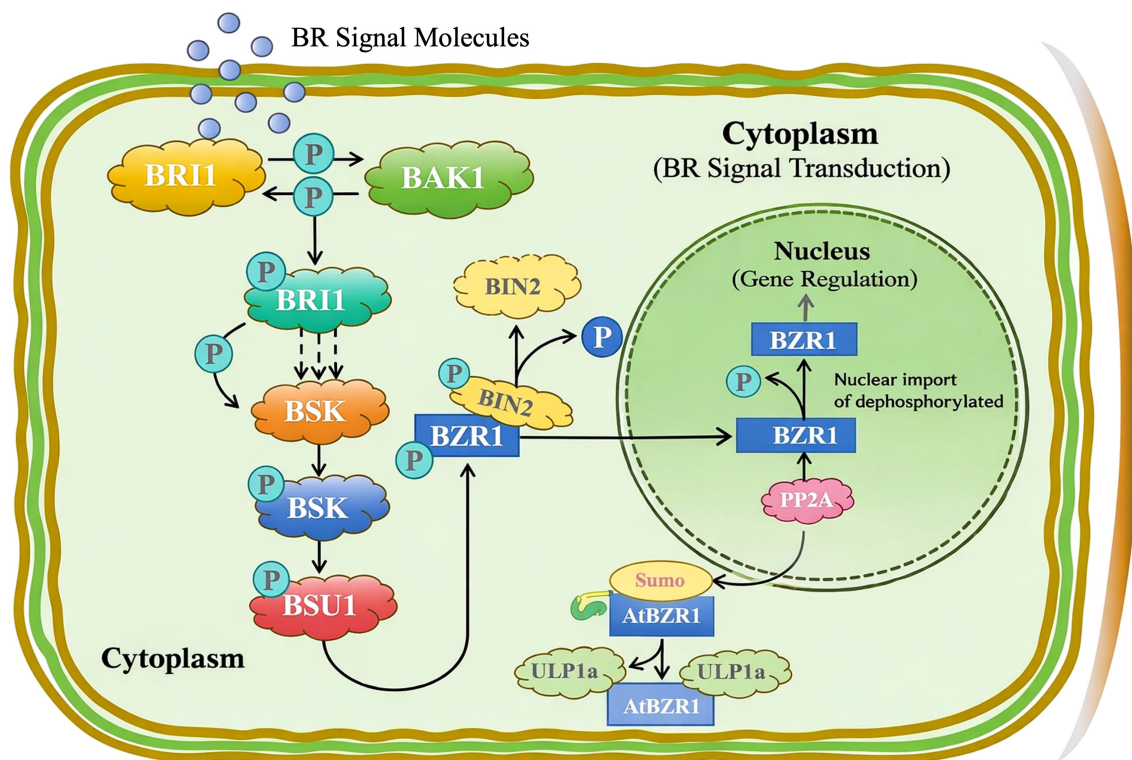 BR Signal Molecules
Cytoplasm
(BR Signal Transduction)
BRI1
P
BAK1
P
P
BRI1
P
BSK
P
BSK
P
BSU1
Cytoplasm
BIN2
P
P
BIN2
BZR1
P
Nucleus
(Gene Regulation)
BZR1
P
Nuclear import
of dephosphorylated
BZR1
PP2A
Sumo
AtBZR1
ULP1a
ULP1a
AtBZR1